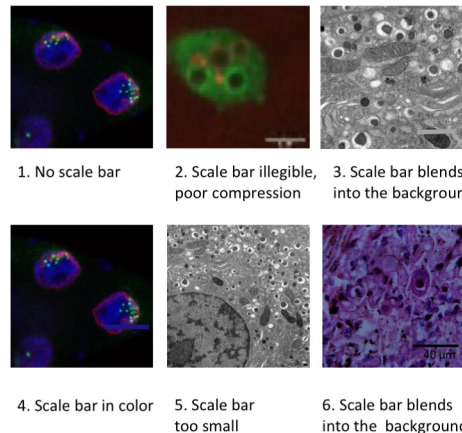 1. No scale bar
2. Scale bar illegible,
poor compression
3. Scale bar blends
into the backgroun
4. Scale bar in color
5. Scale bar
too small
40 µm
6. Scale bar blends
into the background